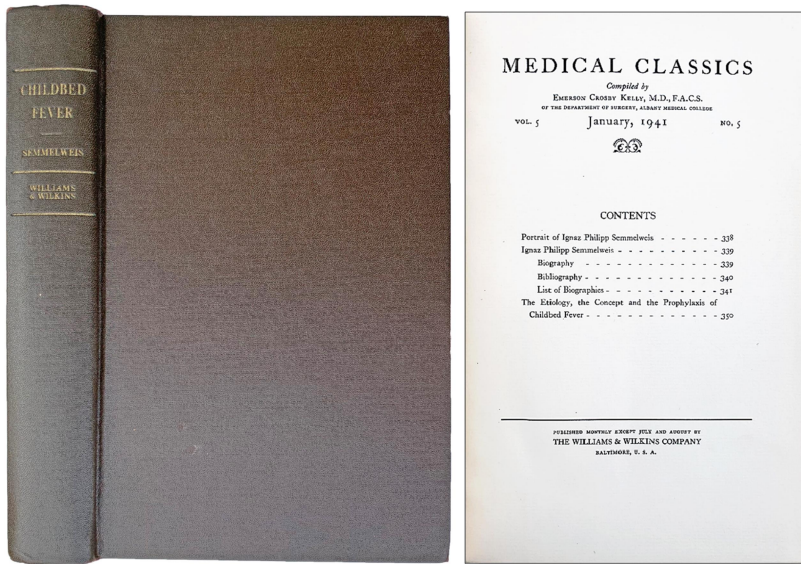 CHILDBED
FEVER
SEMMELWEIS
WILLIAMS
& WILKINS
MEDICAL CLASSICS
Compiled by
EMERSON CROSBY KELLY, M.D., F.A.C.S.
OF THE DEPARTMENT OF SURGERY, ALBANY MEDICAL COLLEGE
VOL. 5 January, 1941 NO. 5
CONTENTS
Portrait of Ignaz Philipp Semmelweis - - - - - - 338
Ignaz Philipp Semmelweis - - - - - - - - - - 339
Biography - - - - - - - - - - - - - 339
Bibliography - - - - - - - - - - - - - 340
List of Biographies - - - - - - - - - - - 341
The Etiology, the Concept and the Prophylaxis of
Childbed Fever - - - - - - - - - - - - - 350
PUBLISHED MONTHLY EXCEPT JULY AND AUGUST BY
THE WILLIAMS & WILKINS COMPANY
BALTIMORE, U. S. A.